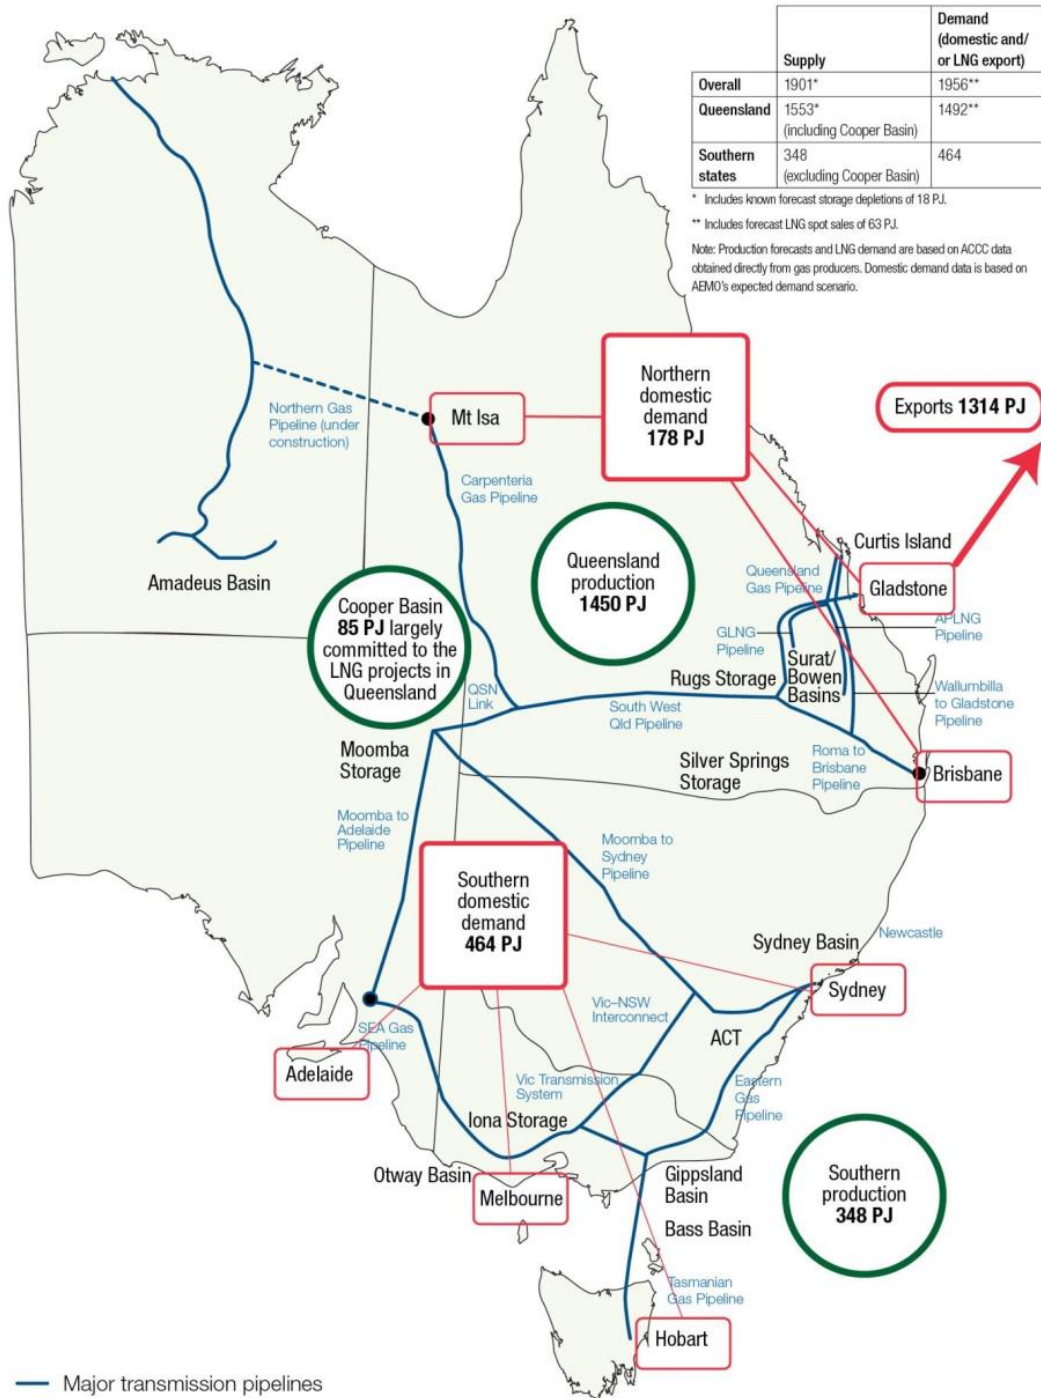 Supply
Demand
(domestic and/
or LNG export)
Overall
1901*
1956**
Queensland
1553*
(including Cooper Basin)
1492**
Southern
states
348
(excluding Cooper Basin)
464
* Includes known forecast storage depletions of 18 PJ.
** Includes forecast LNG spot sales of 63 PJ.
Note: Production forecasts and LNG demand are based on ACCC data
obtained directly from gas producers. Domestic demand data is based on
AEMO's expected demand scenario.
Northern
domestic
demand
178 PJ
Exports 1314 PJ
Northern Gas
Pipeline (under
construction)
Mt Isa
Carpenteria
Gas Pipeline
Queensland
production
1450 PJ
Curtis Island
Queensland
Gas Pipeline
Gladstone
Amadeus Basin
Cooper Basin
85 PJ largely
committed to the
LNG projects in
Queensland
GLNG
Pipeline
APLNG
Pipeline
Surat/
Bowen
Basins
Rugs Storage
QSN
Link
South West
Qld Pipeline
Wallumbilla
to Gladstone
Pipeline
Moomba
Storage
Silver Springs
Storage
Roma to
Brisbane
Pipeline
Brisbane
Moomba to
Adelaide
Pipeline
Moomba to
Sydney
Pipeline
Southern
domestic
demand
464 PJ
Newcastle
Sydney Basin
Sydney
Vic–NSW
Interconnect
SEA Gas
Pipeline
ACT
Adelaide
Vic Transmission
System
Eastern
Gas
Pipeline
Iona Storage
Otway Basin
Melbourne
Gippsland
Basin
Bass Basin
Southern
production
348 PJ
Tasmanian
Gas Pipeline
Hobart
Major transmission pipelines